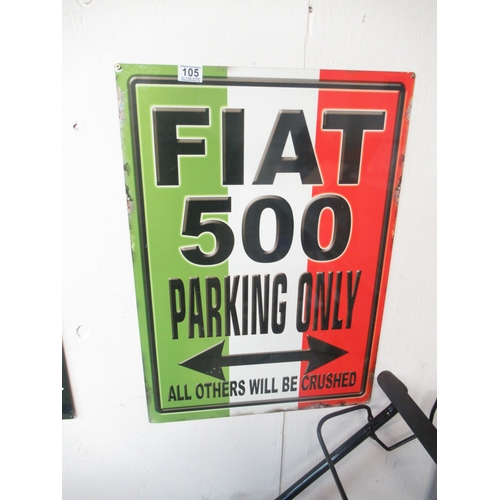 105
FIAT
500
PARKING ONLY
ALL OTHERS WILL BE CRUSHED